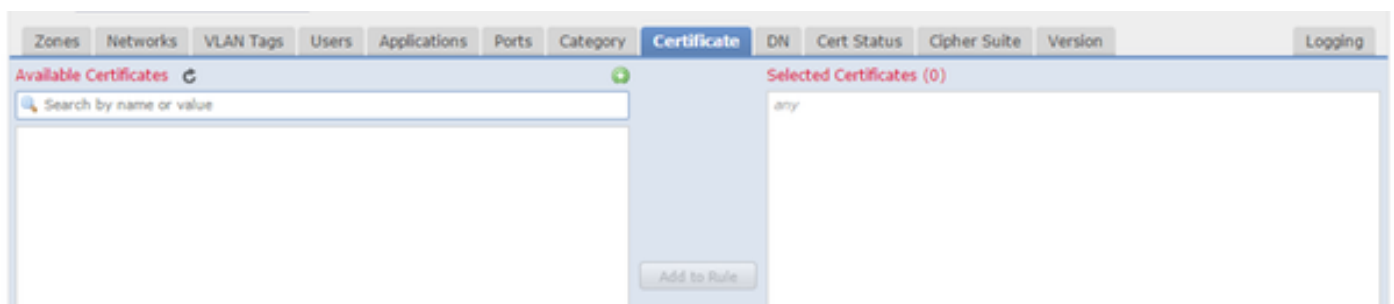 Zones Networks VLAN Tags Users Applications Ports Category Certificate DN Cert Status Cipher Suite Version Logging
Available Certificates
Selected Certificates (0)
Search by name or value
any
Add to Rule